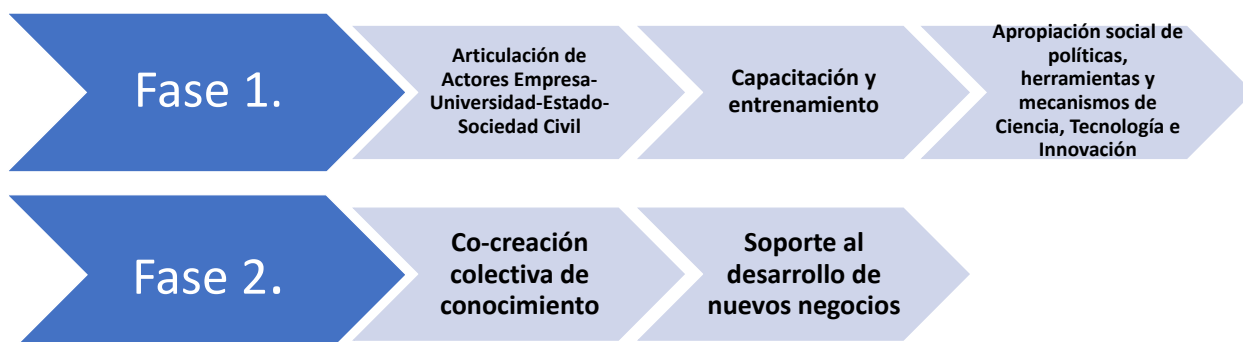 Fase 1.
Articulación de
Actores Empresa-
Universidad-Estado-
Sociedad Civil
Capacitación y
entrenamiento
Apropiación social de
políticas,
herramientas y
mecanismos de
Ciencia, Tecnología e
Innovación
Fase 2.
Co-creación
colectiva de
conocimiento
Soporte al
desarrollo de
nuevos negocios